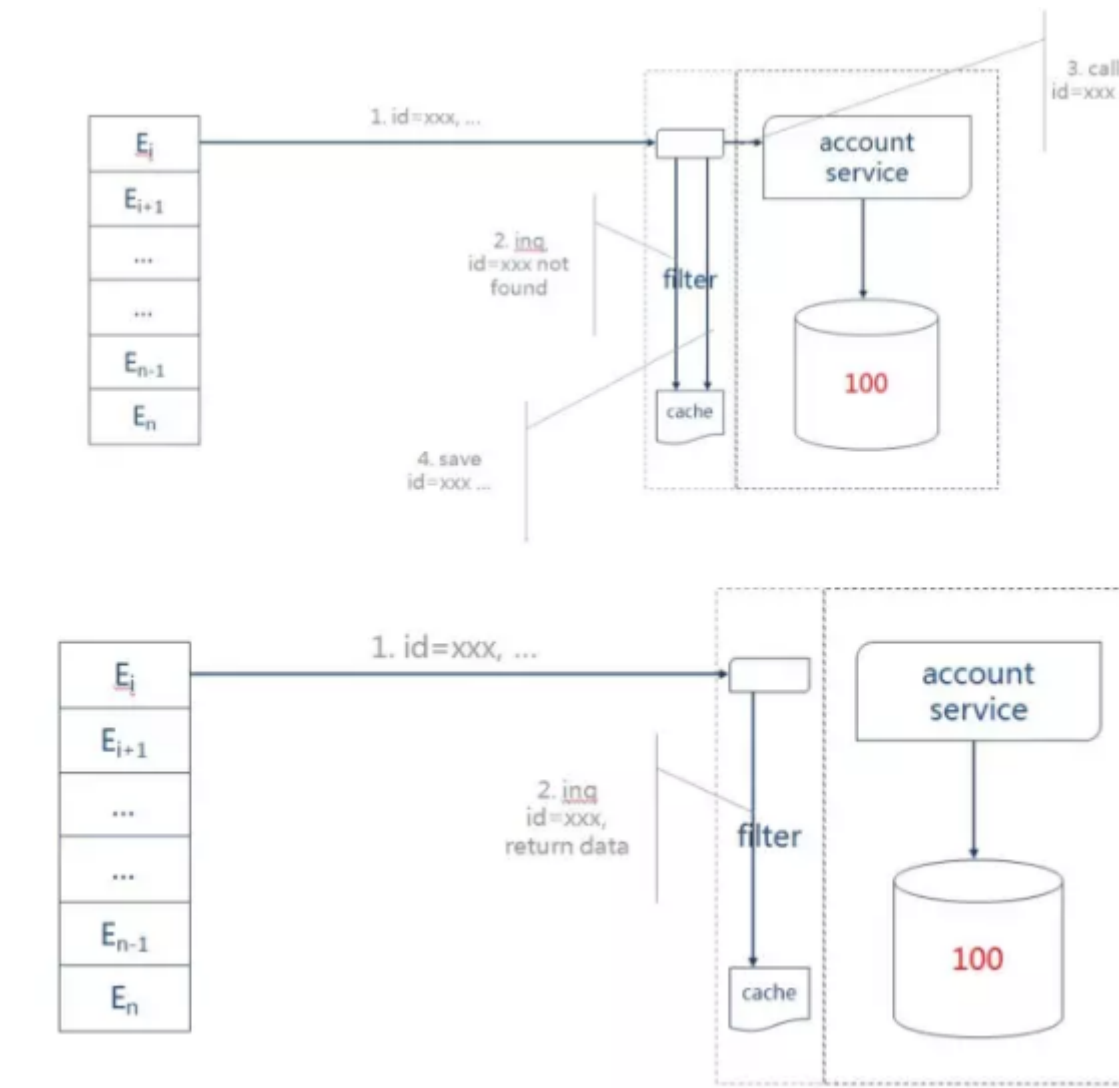 3. call
id=xxx
1. id=xxx, ...
Ei
account
service
Ei+1
2. inq
id=xxx not
found
...
filter
...
En-1
100
En
cache
4. save
id=xxx ...
1. id=xxx, ...
Ei
account
service
Ei+1
2. inq
id=xxx,
return data
...
filter
...
En-1
100
En
cache